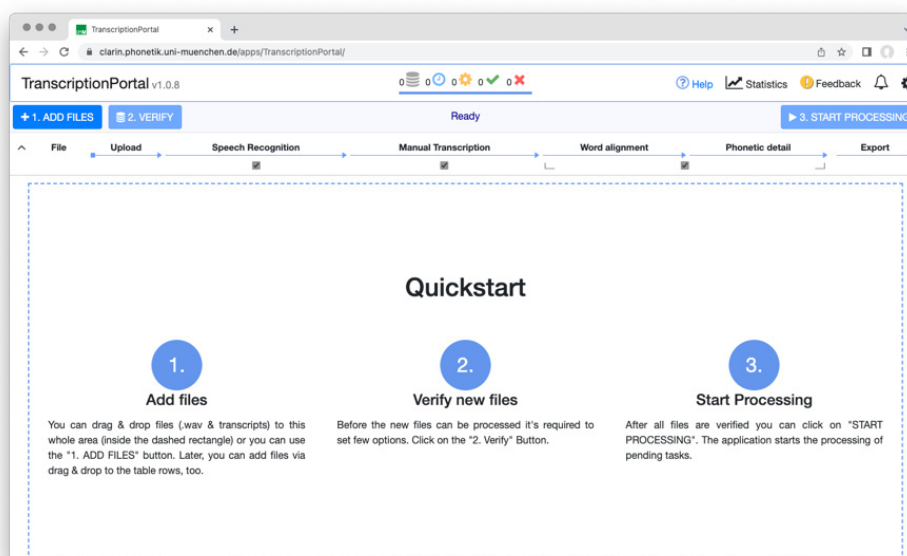 TranscriptionPortal
clarin.phonetik.uni-muenchen.de/apps/TranscriptionPortal/
TranscriptionPortal v1.0.8
0 0 0 0 0
Help
Statistics
Feedback
+ 1. ADD FILES
2. VERIFY
Ready
3. START PROCESSING
File
Upload
Speech Recognition
Manual Transcription
Word alignment
Phonetic detail
Export
Quickstart
1.
Add files
You can drag & drop files (.wav & transcripts) to this
whole area (inside the dashed rectangle) or you can use
the "1. ADD FILES" button. Later, you can add files via
drag & drop to the table rows, too.
2.
Verify new files
Before the new files can be processed it's required to
set few options. Click on the "2. Verify" Button.
3.
Start Processing
After all files are verified you can click on "START
PROCESSING". The application starts the processing of
pending tasks.